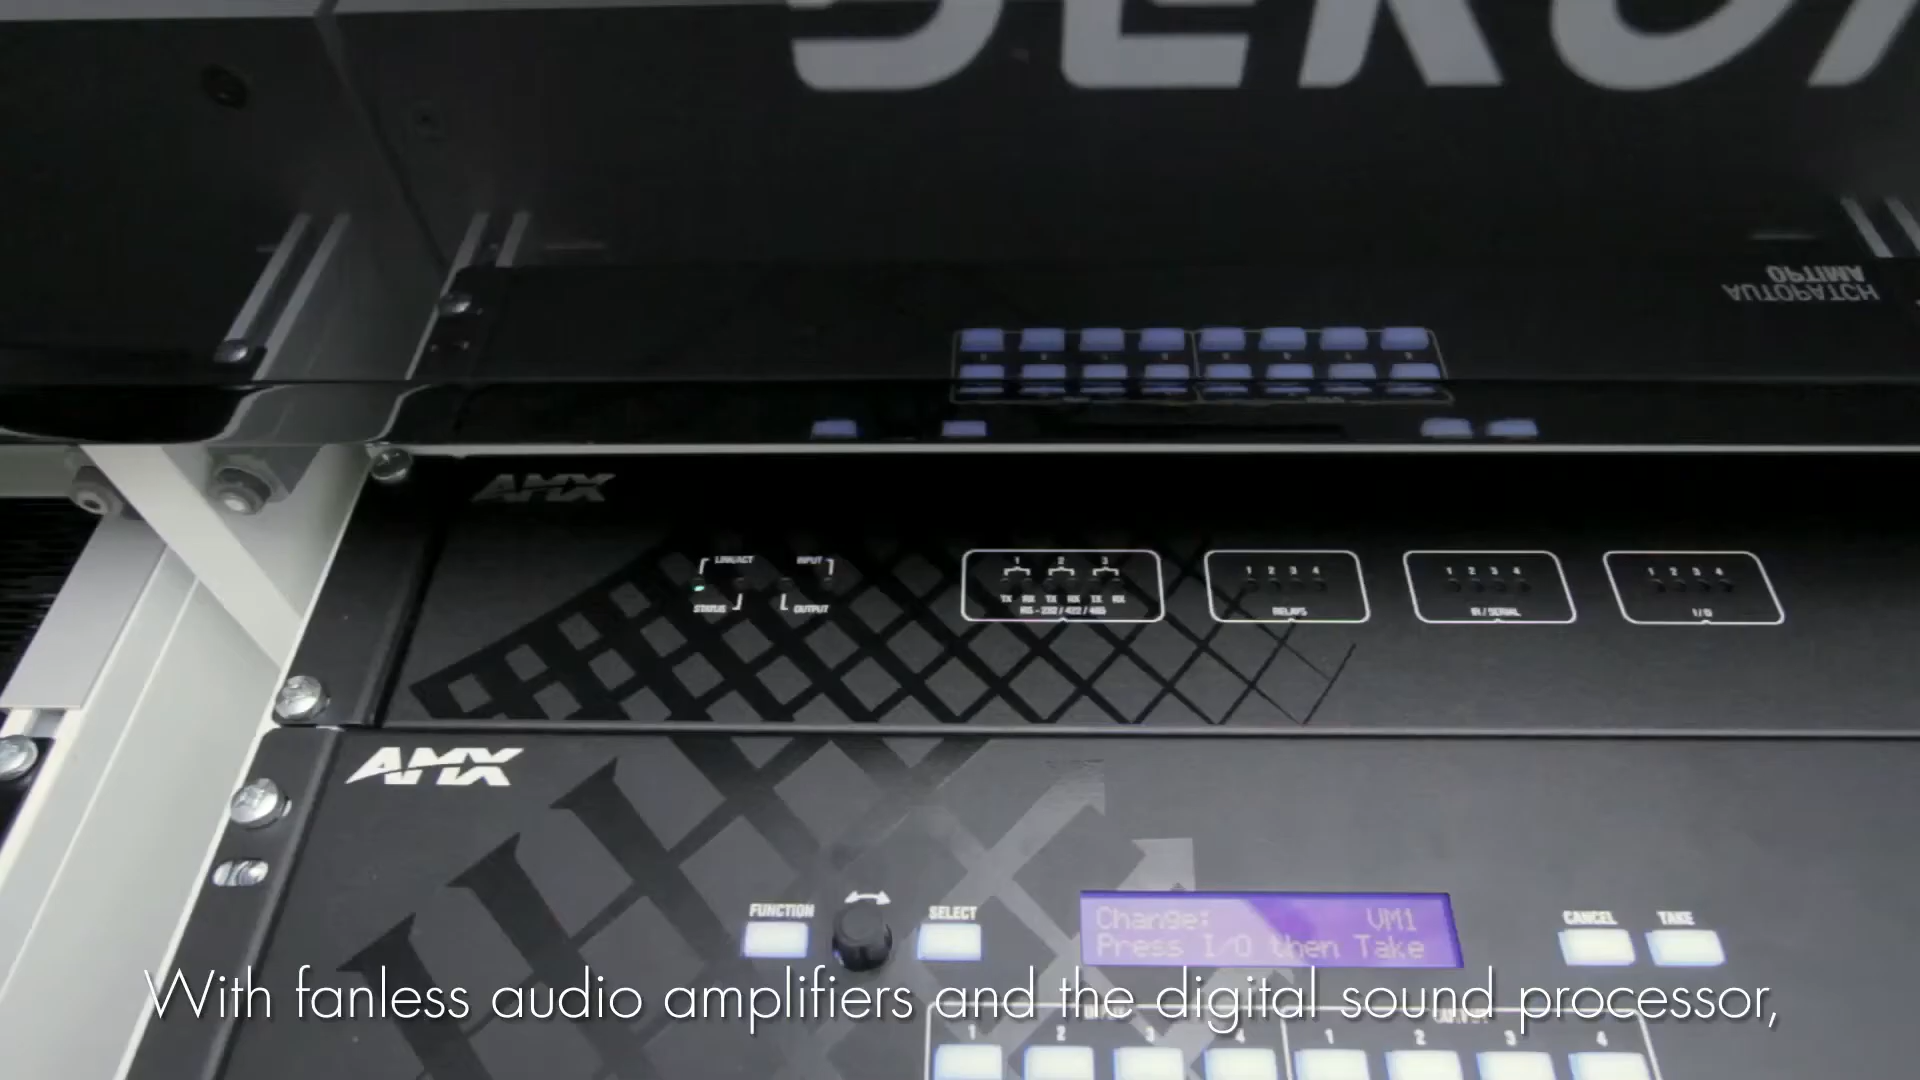 OPTIMA
AUTOPATCH
AMX
LINK/ACT
INPUT
STATUS
OUTPUT
1 2 3
TX RX TX RX TX RX
RS - 232 / 422 / 485
1 2 3 4
RELAYS
1 2 3 4
IR / SERIAL
1 2 3 4
I / O
AMX
FUNCTION
SELECT
Change: VM1
Press I/O then Take
CANCEL
TAKE
With fanless audio amplifiers and the digital sound processor,
1 2 3 4
1 2 3 4